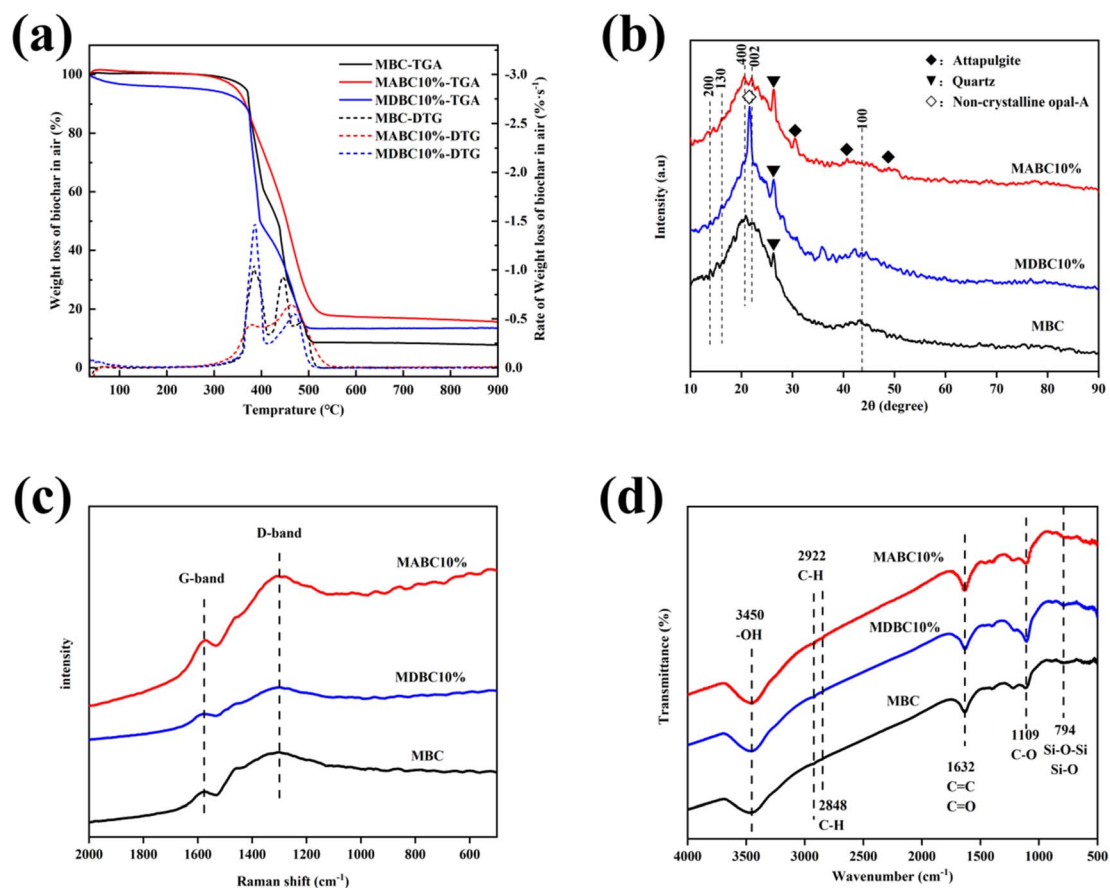 (a)
MBC-TGA
MABC10%-TGA
MDBC10%-TGA
MBC-DTG
MABC10%-DTG
MDBC10%-DTG
Weight loss of biochar in air (%)
100
80
60
40
20
0
Rate of Weight loss of biochar in air (%·s-1)
-3.0
-2.5
-2.0
-1.5
-1.0
-0.5
0.0
100 200 300 400 500 600 700 800 900
Temprature (℃)
(b)
200
130
400
002
100
◆: Attapulgite
▼: Quartz
◇: Non-crystalline opal-A
MABC10%
MDBC10%
MBC
Intensity (a.u)
10 20 30 40 50 60 70 80 90
2θ (degree)
(c)
D-band
G-band
MABC10%
MDBC10%
MBC
intensity
2000 1800 1600 1400 1200 1000 800 600
Raman shift (cm-1)
(d)
2922
C-H
MABC10%
3450
-OH
MDBC10%
MBC
2848
C-H
1632
C=C
C=O
1109
C-O
794
Si-O-Si
Si-O
Transmittance (%)
4000 3500 3000 2500 2000 1500 1000 500
Wavenumber (cm-1)